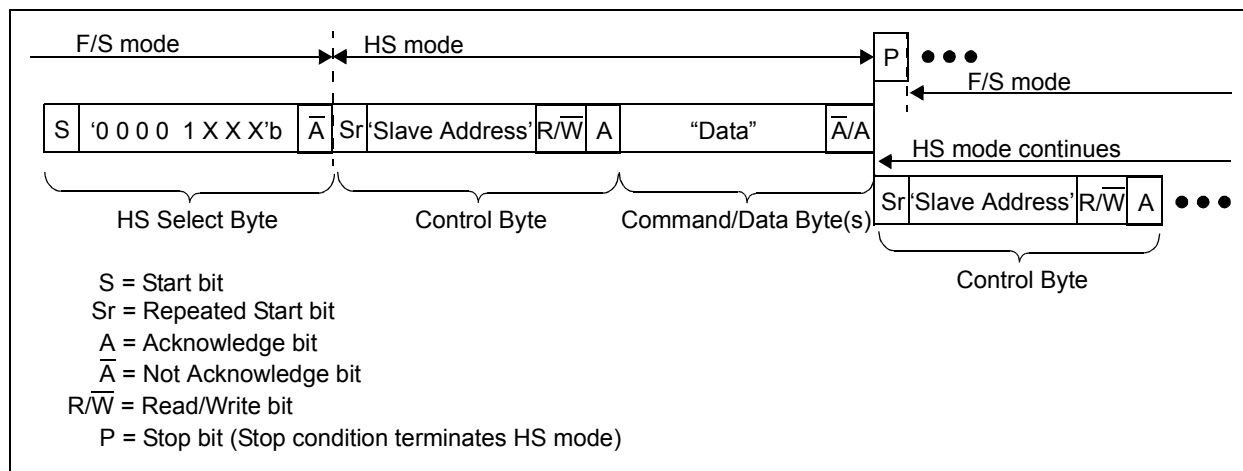 F/S mode
HS mode
P
F/S mode
S '0 0 0 0 1 X X X'b A̅ Sr 'Slave Address' R/W̅ A "Data" A̅/A
HS mode continues
Sr 'Slave Address' R/W̅ A
HS Select Byte
Control Byte
Command/Data Byte(s)
Control Byte
S = Start bit
Sr = Repeated Start bit
A = Acknowledge bit
A̅ = Not Acknowledge bit
R/W̅ = Read/Write bit
P = Stop bit (Stop condition terminates HS mode)